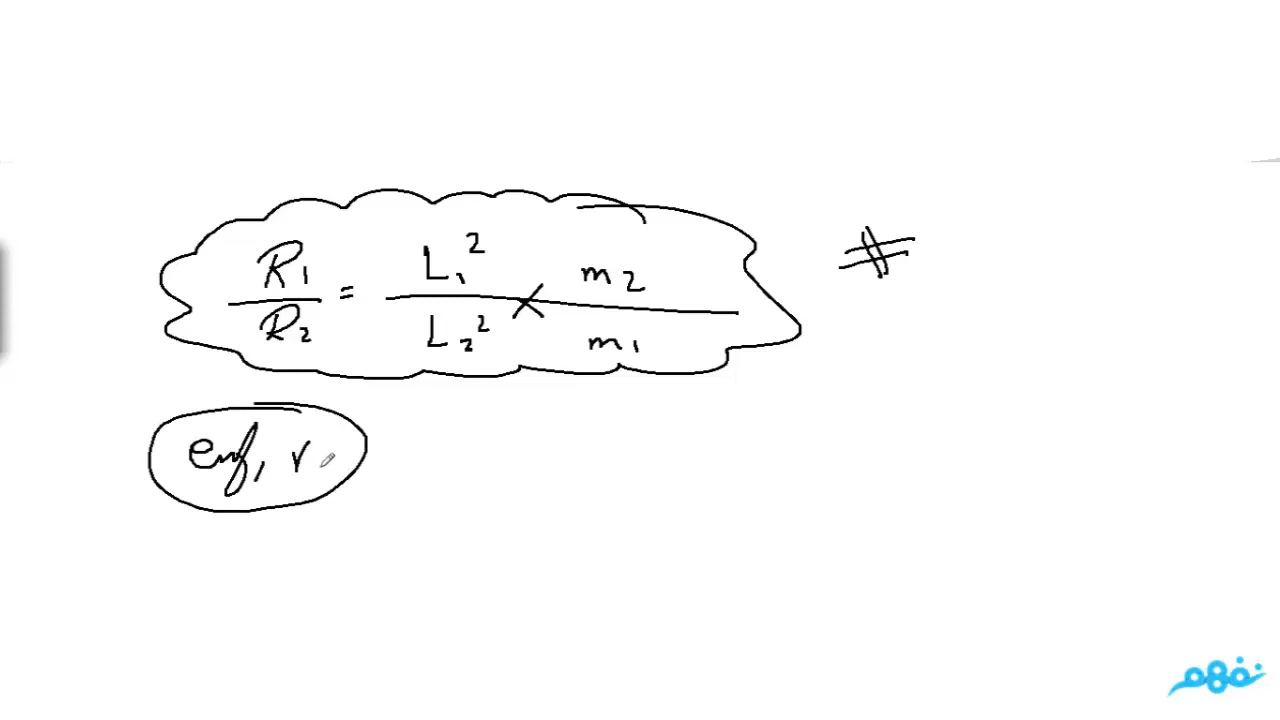 R₁/R₂ = L₁²/L₂² × m₂/m₁ #
emf, r
نفهم